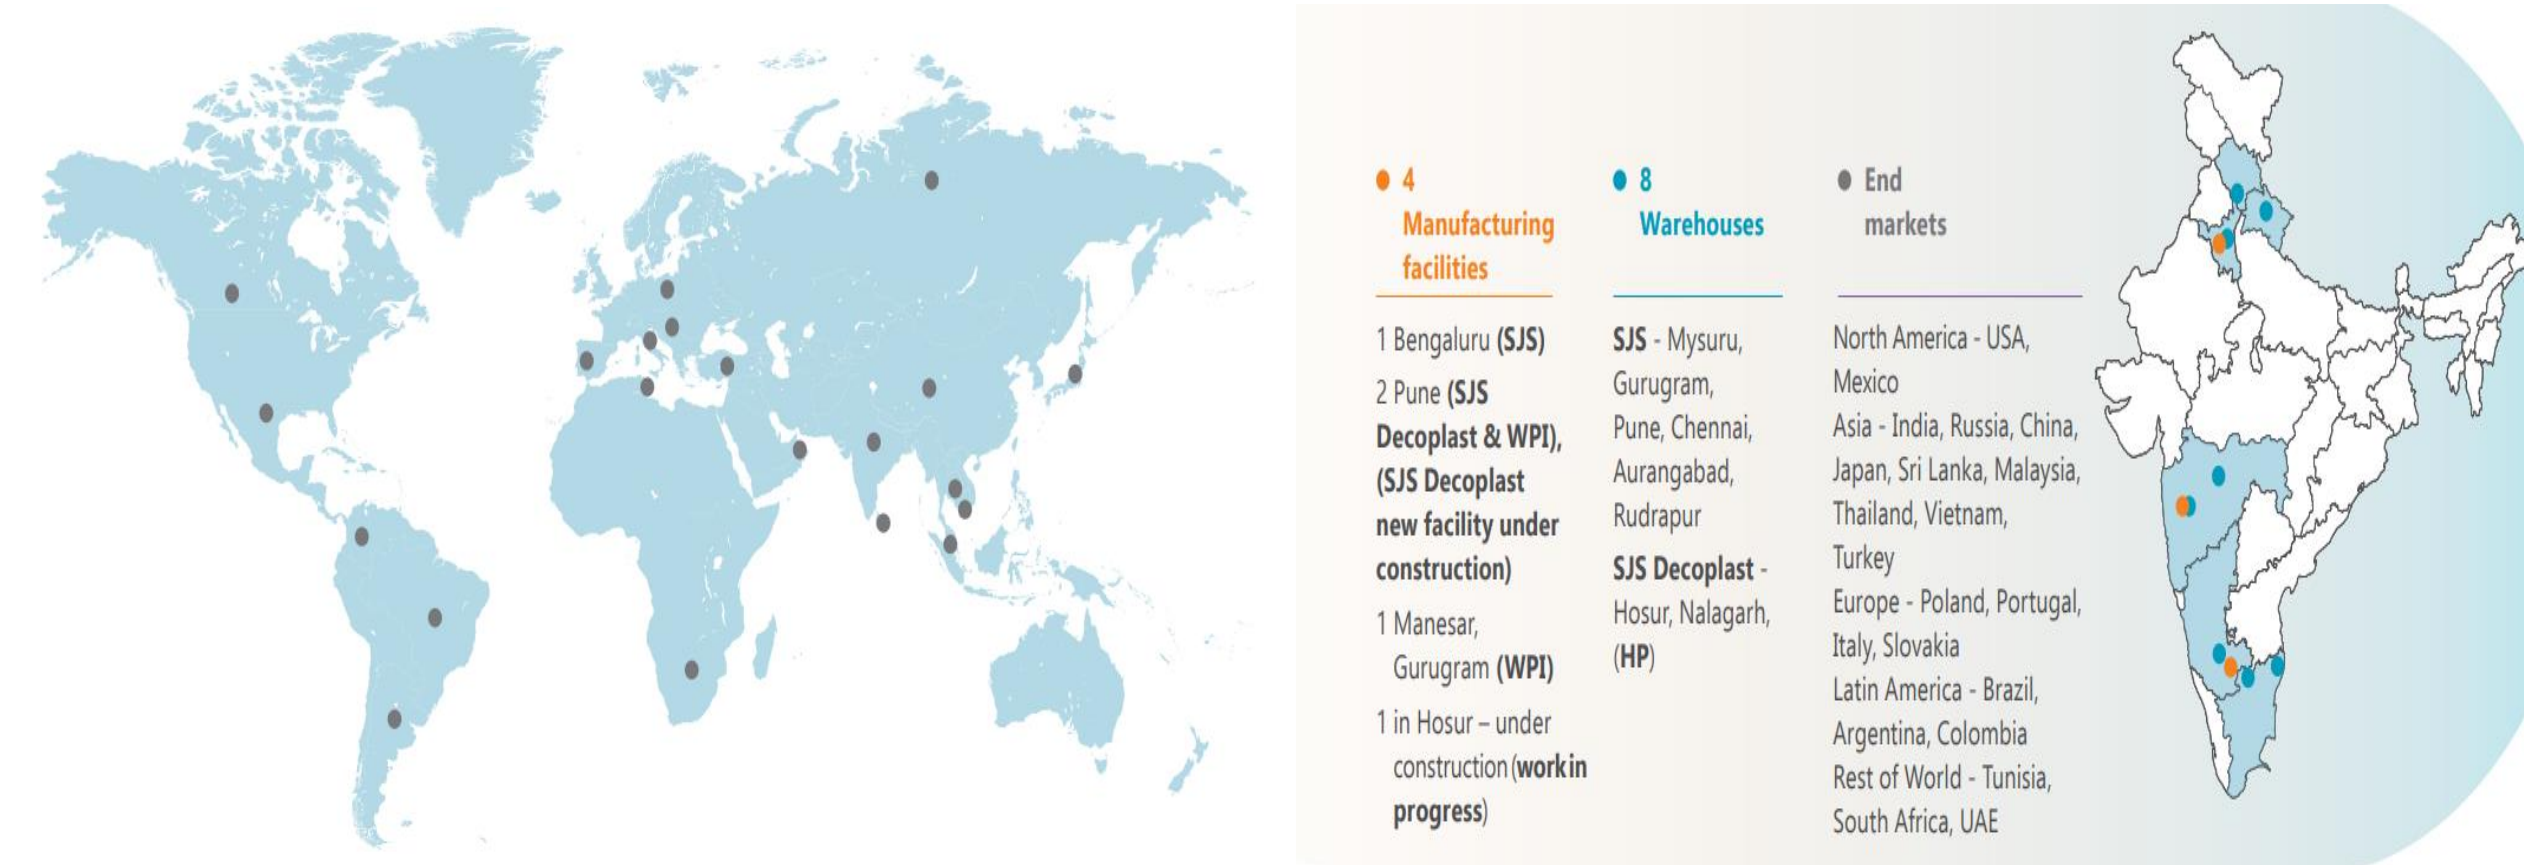 4
Manufacturing
facilities
1 Bengaluru (SJS)
2 Pune (SJS
Decoplast & WPI),
(SJS Decoplast
new facility under
construction)
1 Manesar,
Gurugram (WPI)
1 in Hosur – under
construction (work in
progress)
8
Warehouses
SJS - Mysuru,
Gurugram,
Pune, Chennai,
Aurangabad,
Rudrapur
SJS Decoplast -
Hosur, Nalagarh,
(HP)
End
markets
North America - USA,
Mexico
Asia - India, Russia, China,
Japan, Sri Lanka, Malaysia,
Thailand, Vietnam,
Turkey
Europe - Poland, Portugal,
Italy, Slovakia
Latin America - Brazil,
Argentina, Colombia
Rest of World - Tunisia,
South Africa, UAE